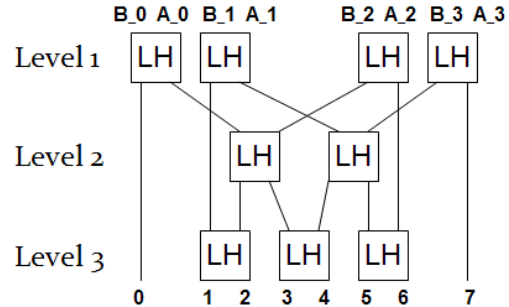 B_0 A_0 B_1 A_1 B_2 A_2 B_3 A_3
Level 1 LH LH LH LH
Level 2 LH LH
Level 3 LH LH LH
0 1 2 3 4 5 6 7